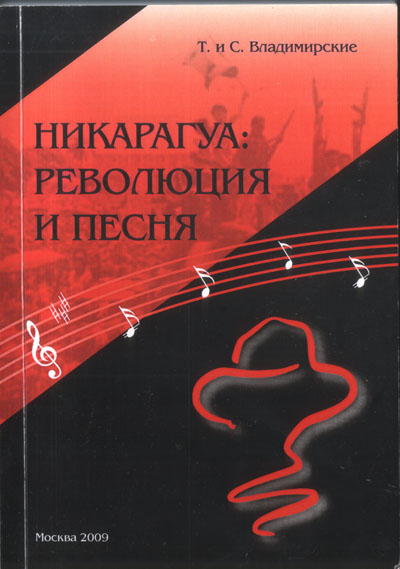 Т. и С. Владимирские
НИКАРАГУА:
РЕВОЛЮЦИЯ
И ПЕСНЯ
Москва 2009